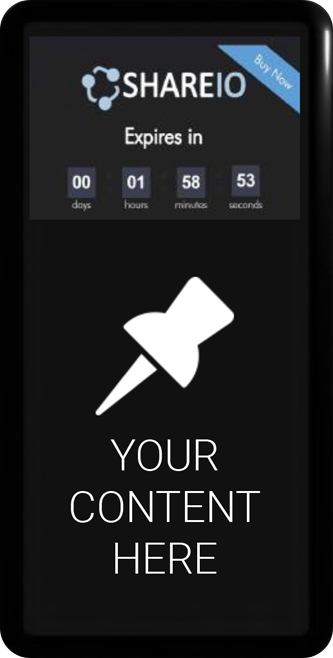 SHAREIO
Buy Now
Expires in
00 01 58 53
days hours minutes seconds
YOUR
CONTENT
HERE